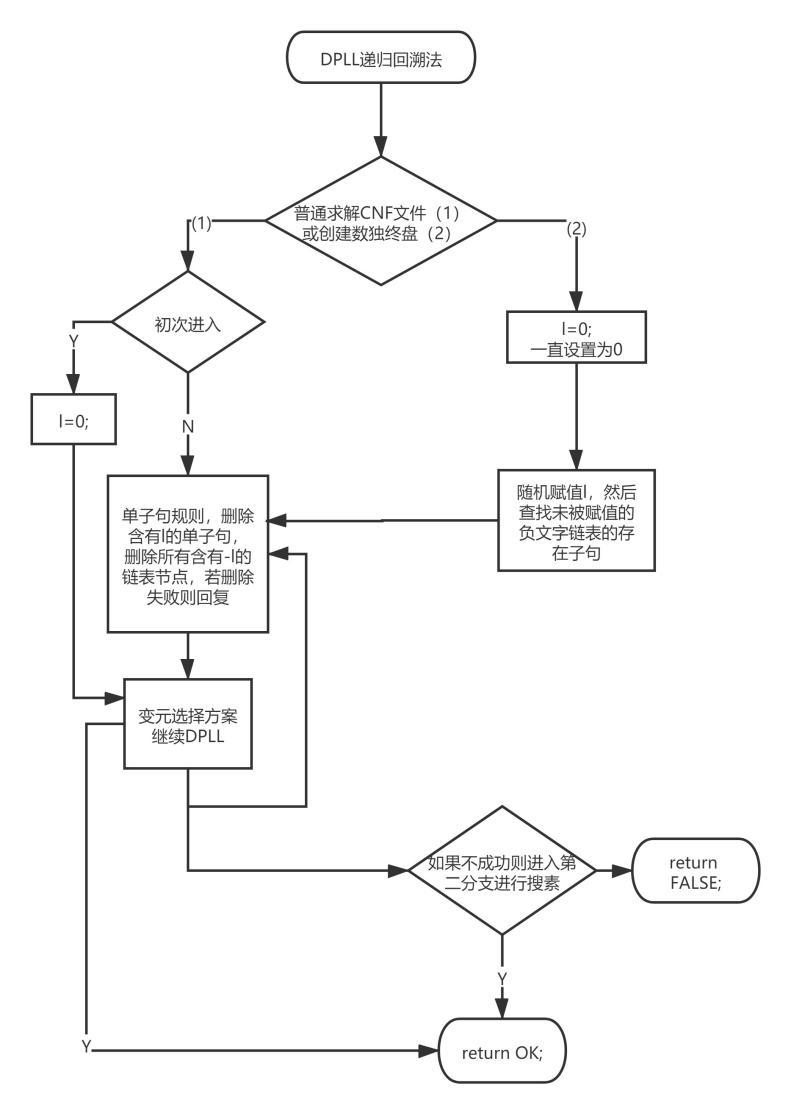 DPLL递归回溯法
普通求解CNF文件（1）
或创建数独终盘（2）
(1)
(2)
初次进入
l=0;
一直设置为0
Y
l=0;
N
单子句规则，删除
含有l的单子句，
删除所有含有-l的
链表节点，若删除
失败则回复
随机赋值l，然后
查找未被赋值的
负文字链表的存
在子句
变元选择方案
继续DPLL
如果不成功则进入第
二分支进行搜素
return
FALSE;
Y
Y
return OK;